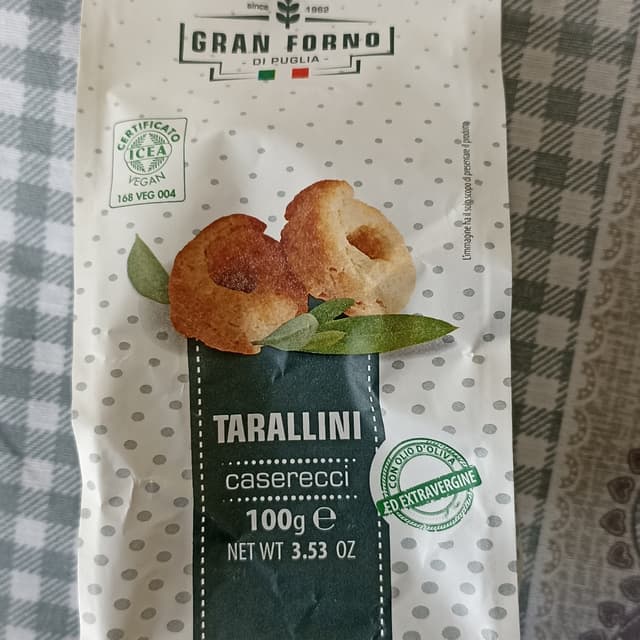 since 1962
GRAN FORNO
DI PUGLIA
CERTIFICATO
ICEA
VEGAN
168 VEG 004
L'immagine ha il solo scopo di presentare il prodotto
TARALLINI
caserecci
100g e
NET WT 3.53 OZ
CON OLIO D'OLIVA
ED EXTRAVERGINE